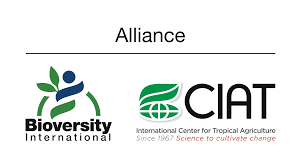 Alliance
Bioversity
International
CIAT
International Center for Tropical Agriculture
Since 1967 Science to cultivate change